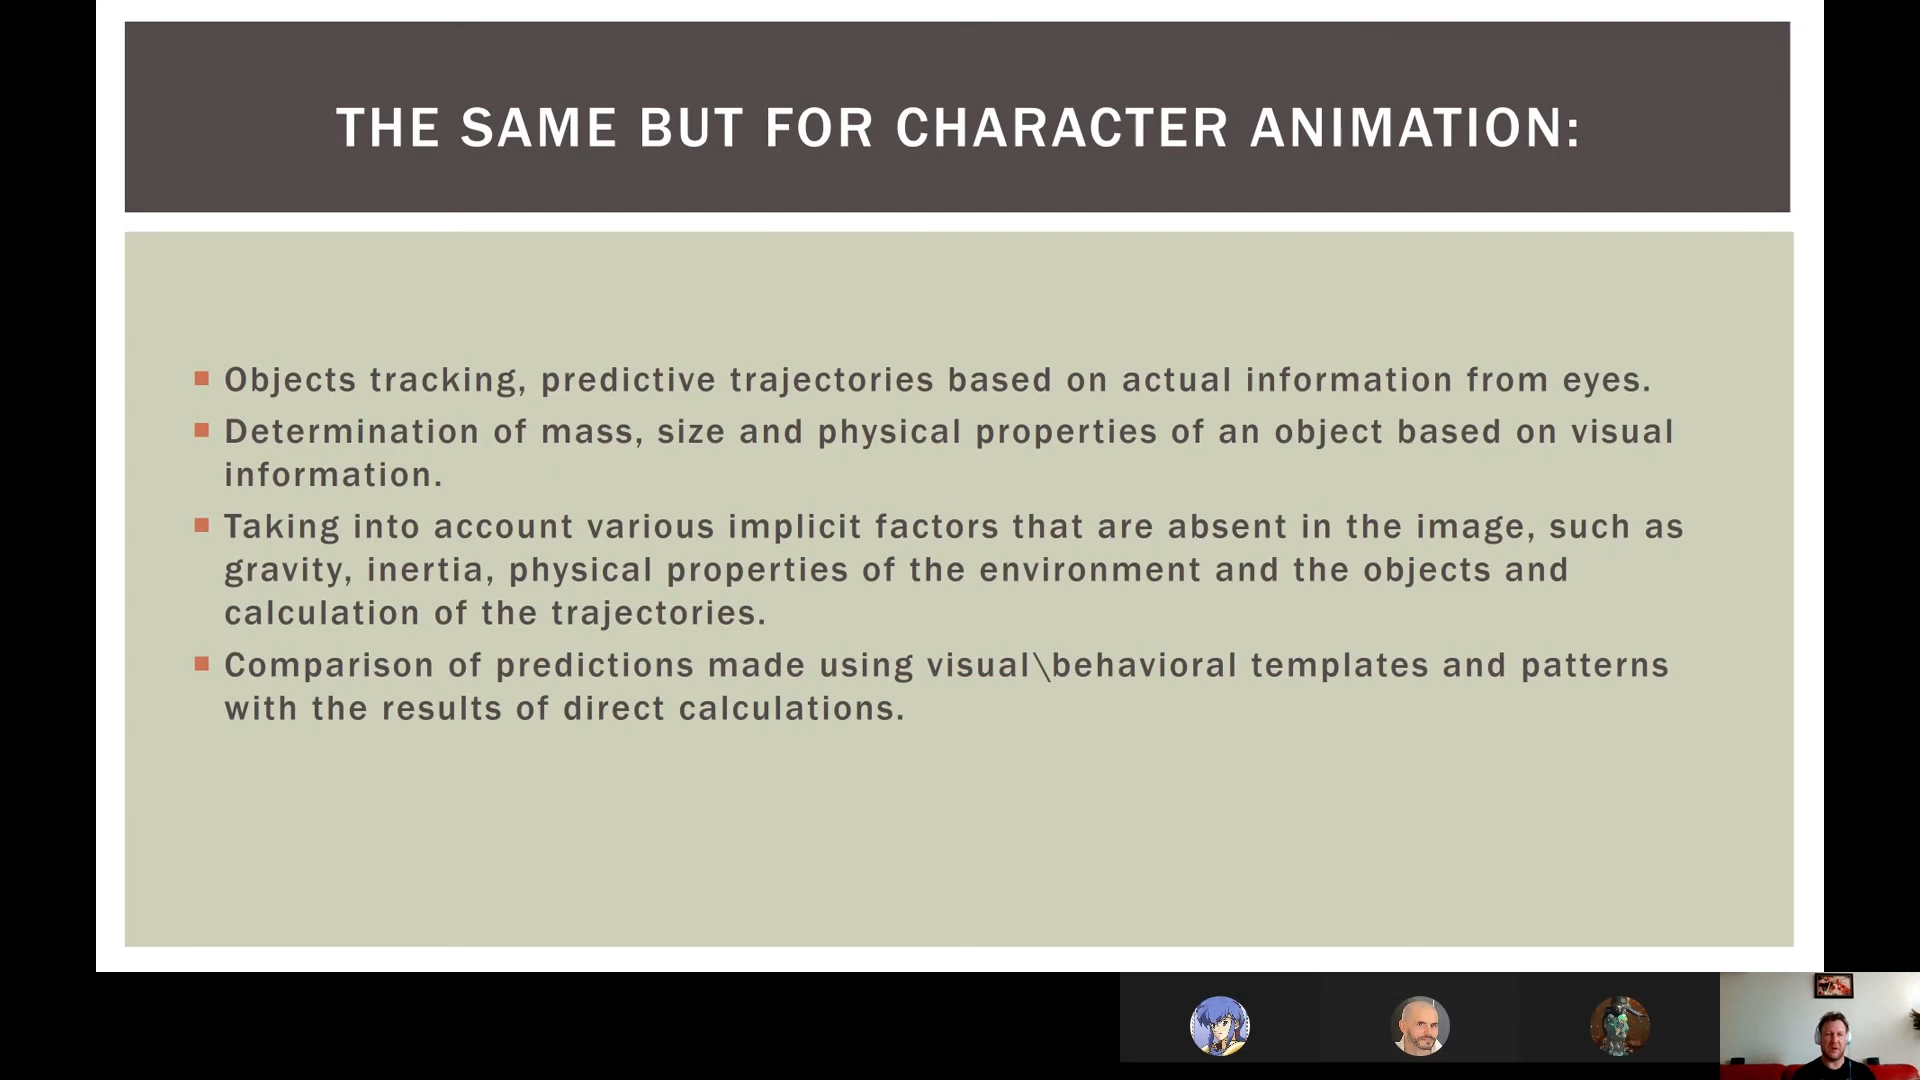 THE SAME BUT FOR CHARACTER ANIMATION:
Objects tracking, predictive trajectories based on actual information from eyes.
Determination of mass, size and physical properties of an object based on visual
information.
Taking into account various implicit factors that are absent in the image, such as
gravity, inertia, physical properties of the environment and the objects and
calculation of the trajectories.
Comparison of predictions made using visual\behavioral templates and patterns
with the results of direct calculations.